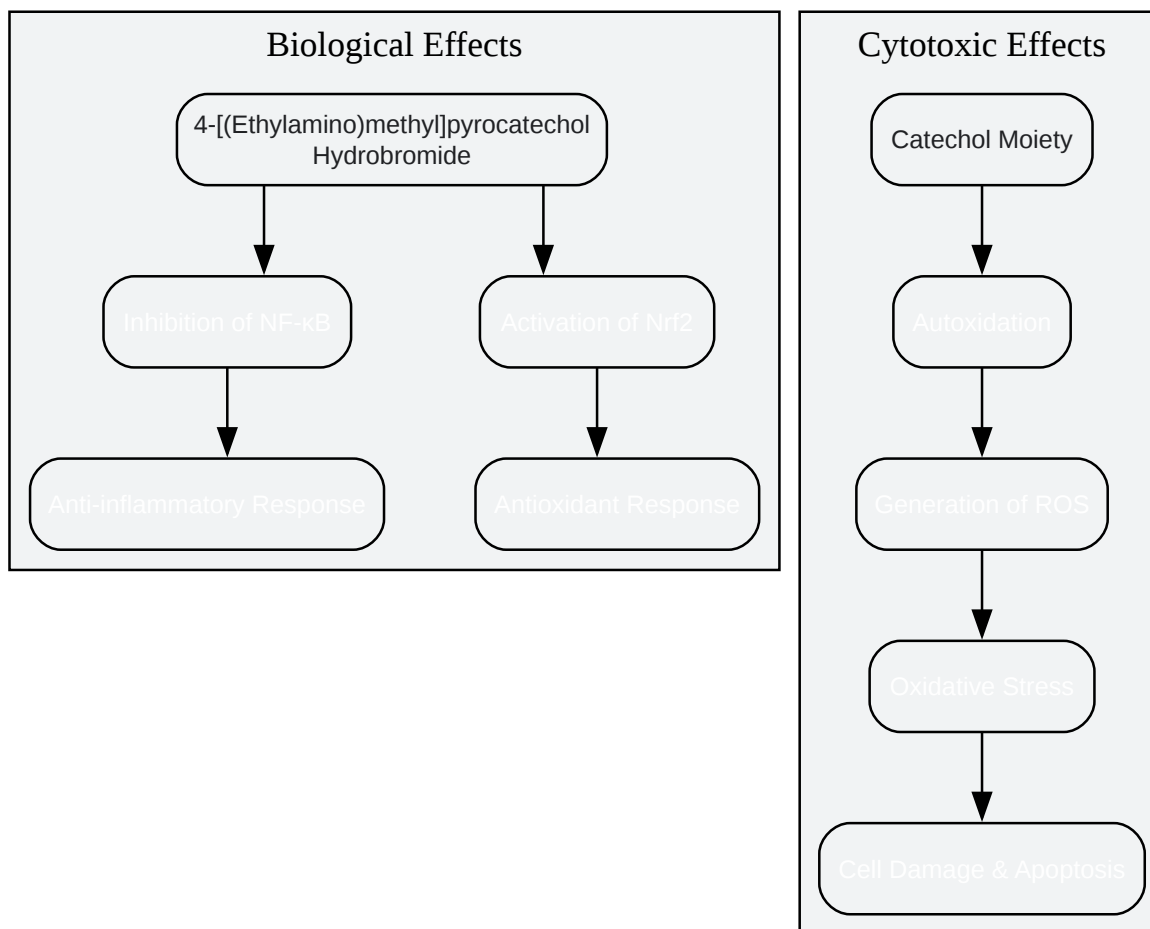 Biological Effects
4-[(Ethylamino)methyl]pyrocatechol
Hydrobromide
Inhibition of NF-κB
Activation of Nrf2
Anti-inflammatory Response
Antioxidant Response
Cytotoxic Effects
Catechol Moiety
Autoxidation
Generation of ROS
Oxidative Stress
Cell Damage & Apoptosis